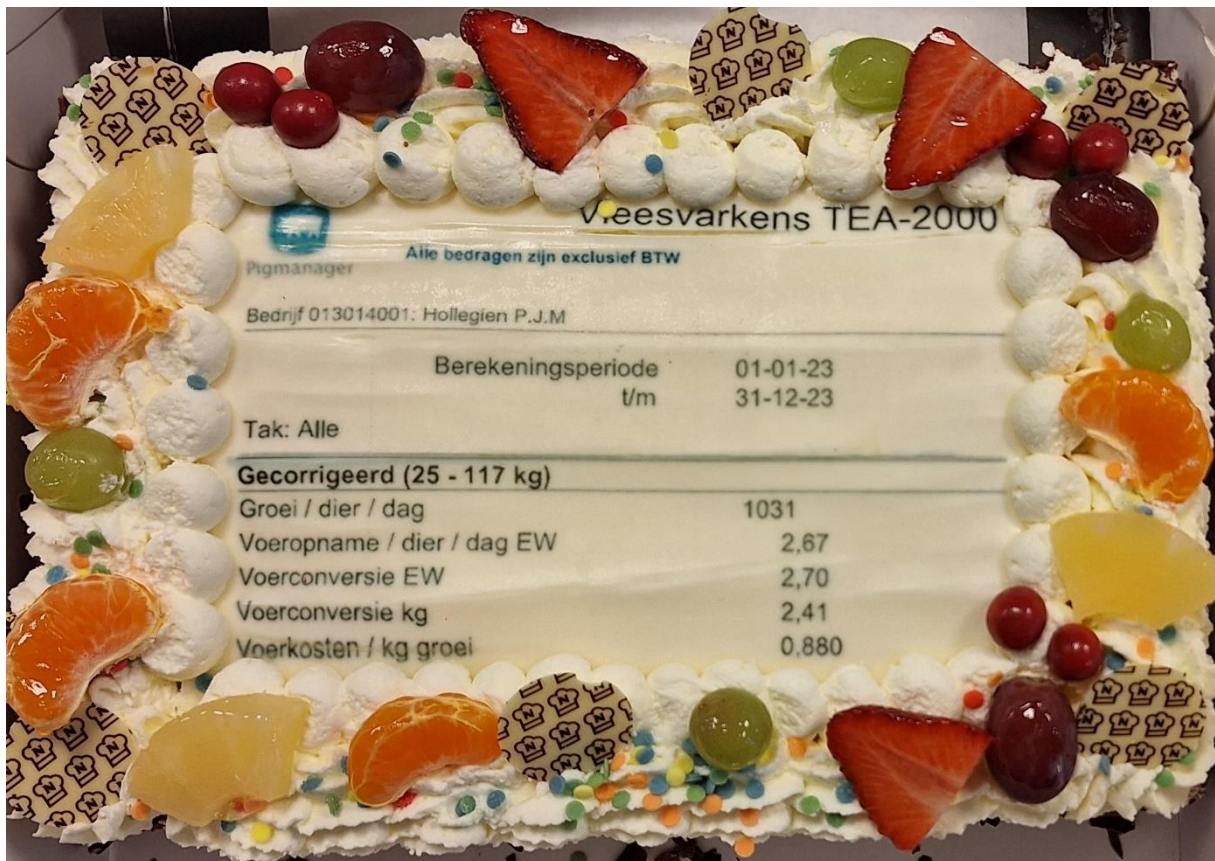 Vleesvarkens TEA-2000
Pigmanager
Alle bedragen zijn exclusief BTW
Bedrijf 013014001: Hollegien P.J.M
Berekeningsperiode 01-01-23
t/m 31-12-23
Tak: Alle
Gecorrigeerd (25 - 117 kg)
Groei / dier / dag 1031
Voeropname / dier / dag EW 2,67
Voerconversie EW 2,70
Voerconversie kg 2,41
Voerkosten / kg groei 0,880